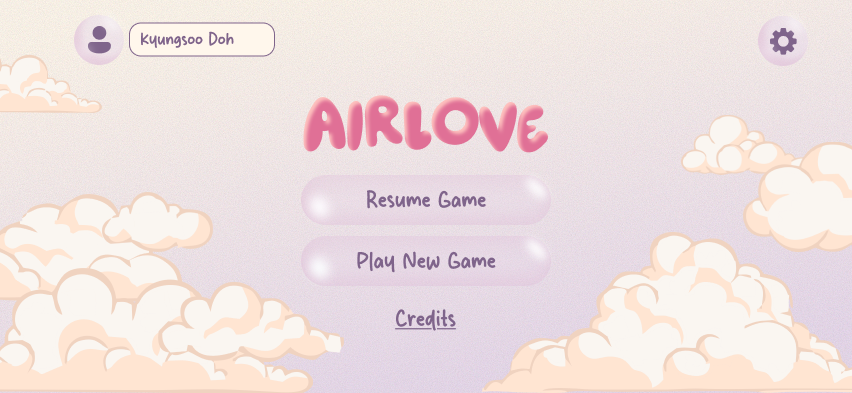 Kyungsoo Doh
AIRLOVE
Resume Game
Play New Game
Credits